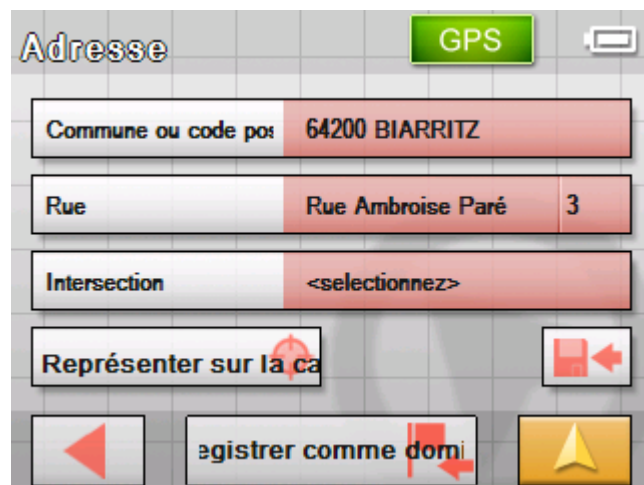 Adresse
GPS
Commune ou code pos
64200 BIARRITZ
Rue
Rue Ambroise Paré
3
Intersection
<selectionnez>
Représenter sur la ca
egistrer comme domi